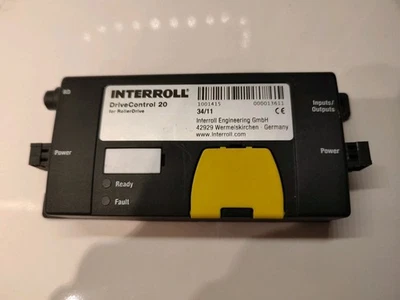 INTERROLL
DriveControl 20
for RollerDrive
1001415
000013611
34/11
CE
Interroll Engineering GmbH
42929 Wermelskirchen - Germany
www.interroll.com
Inputs/
Outputs
Power
Power
Ready
Fault